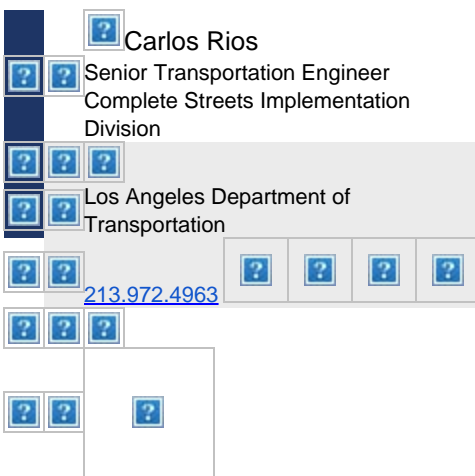 Carlos Rios
Senior Transportation Engineer
Complete Streets Implementation
Division
Los Angeles Department of
Transportation
213.972.4963